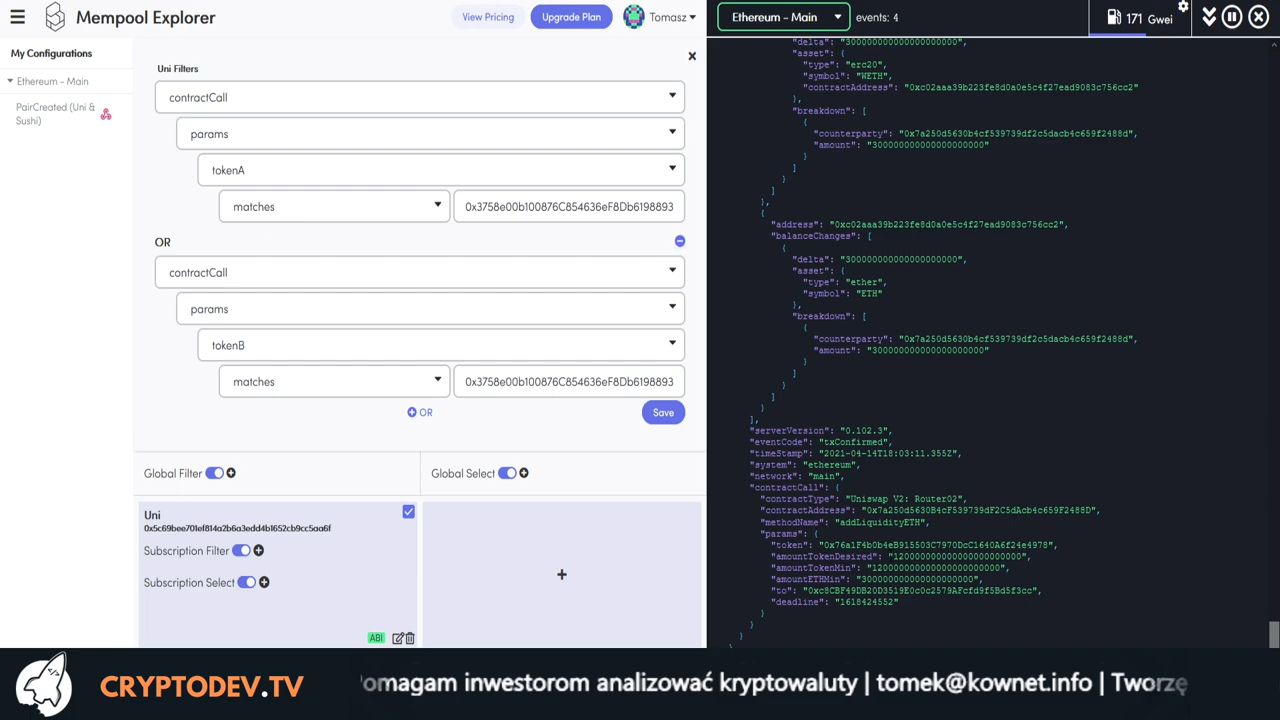 Mempool Explorer
View Pricing
Upgrade Plan
Tomasz
My Configurations
Ethereum - Main
PairCreated (Uni &
Sushi)
Uni Filters
contractCall
params
tokenA
matches
0x3758e00b100876C854636eF8Db6198893
OR
contractCall
params
tokenB
matches
0x3758e00b100876C854636eF8Db6198893
OR
Save
Global Filter
Global Select
Uni
0x5c69bee701ef814a2b6a3edd4b1652cb9cc5aa6f
Subscription Filter
Subscription Select
ABI
Ethereum - Main
events: 4
171 Gwei
"delta": "30000000000000000000",
"asset": {
"type": "erc20",
"symbol": "WETH",
"contractAddress": "0xc02aaa39b223fe8d0a0e5c4f27ead9083c756cc2"
},
"breakdown": [
{
"counterparty": "0x7a250d5630b4cf539739df2c5dacb4c659f2488d",
"amount": "30000000000000000000"
}
]
}
]
},
{
"address": "0xc02aaa39b223fe8d0a0e5c4f27ead9083c756cc2",
"balanceChanges": [
{
"delta": "30000000000000000000",
"asset": {
"type": "ether",
"symbol": "ETH"
},
"breakdown": [
{
"counterparty": "0x7a250d5630b4cf539739df2c5dacb4c659f2488d",
"amount": "30000000000000000000"
}
]
}
]
}
],
"serverVersion": "0.102.3",
"eventCode": "txConfirmed",
"timeStamp": "2021-04-14T18:03:11.355Z",
"system": "ethereum",
"network": "main",
"contractCall": {
"contractType": "Uniswap V2: Router02",
"contractAddress": "0x7a250d5630B4cF539739dF2C5dAcb4c659F2488D",
"methodName": "addLiquidityETH",
"params": {
"token": "0x76a1F4b0b4eB915503C7970DcC1640A6f24e4978",
"amountTokenDesired": "12000000000000000000000",
"amountTokenMin": "12000000000000000000000",
"amountETHMin": "30000000000000000000",
"to": "0xc8CBF49DB20D3519E0c0c2579AFcfd9f5Bd5f3cc",
"deadline": "1618424552"
}
}
}
CRYPTODEV.TV
Pomagam inwestorom analizować kryptowaluty | tomek@kownet.info | Tworzę